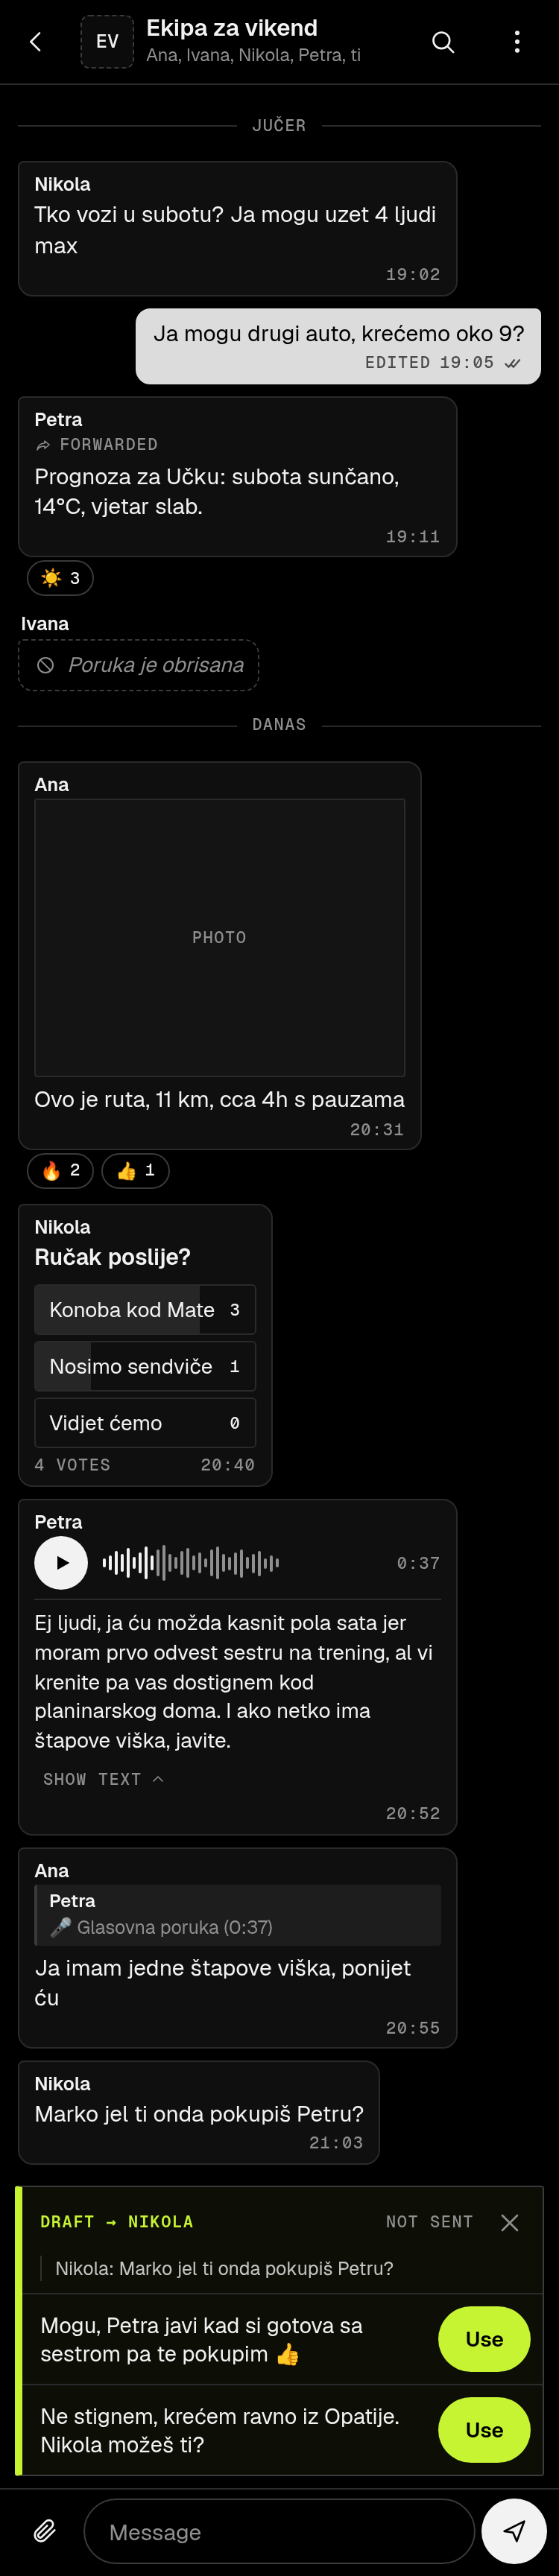 EV
Ekipa za vikend
Ana, Ivana, Nikola, Petra, ti
JUČER
Nikola
Tko vozi u subotu? Ja mogu uzet 4 ljudi
max
19:02
Ja mogu drugi auto, krećemo oko 9?
EDITED 19:05
Petra
FORWARDED
Prognoza za Učku: subota sunčano,
14°C, vjetar slab.
19:11
☀️ 3
Ivana
Poruka je obrisana
DANAS
Ana
PHOTO
Ovo je ruta, 11 km, cca 4h s pauzama
20:31
🔥 2 👍 1
Nikola
Ručak poslije?
Konoba kod Mate 3
Nosimo sendviče 1
Vidjet ćemo 0
4 VOTES 20:40
Petra
0:37
Ej ljudi, ja ću možda kasnit pola sata jer
moram prvo odvest sestru na trening, al vi
krenite pa vas dostignem kod
planinarskog doma. I ako netko ima
štapove viška, javite.
SHOW TEXT
20:52
Ana
Petra
🎤 Glasovna poruka (0:37)
Ja imam jedne štapove viška, ponijet
ću
20:55
Nikola
Marko jel ti onda pokupiš Petru?
21:03
DRAFT → NIKOLA NOT SENT
Nikola: Marko jel ti onda pokupiš Petru?
Mogu, Petra javi kad si gotova sa
sestrom pa te pokupim 👍
Use
Ne stignem, krećem ravno iz Opatije.
Nikola možeš ti?
Use
Message